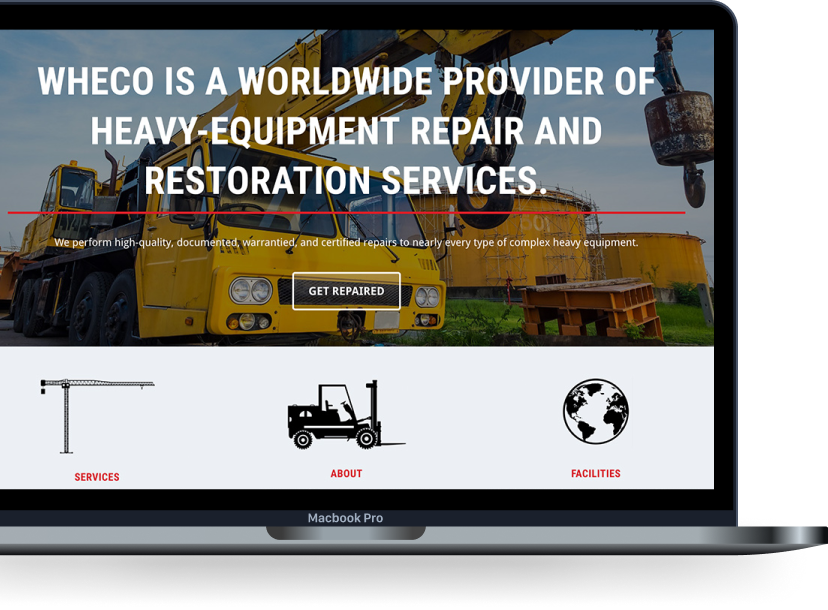 WHECO IS A WORLDWIDE PROVIDER OF
HEAVY-EQUIPMENT REPAIR AND
RESTORATION SERVICES.
We perform high-quality, documented, warrantied, and certified repairs to nearly every type of complex heavy equipment.
GET REPAIRED
SERVICES
ABOUT
FACILITIES
Macbook Pro